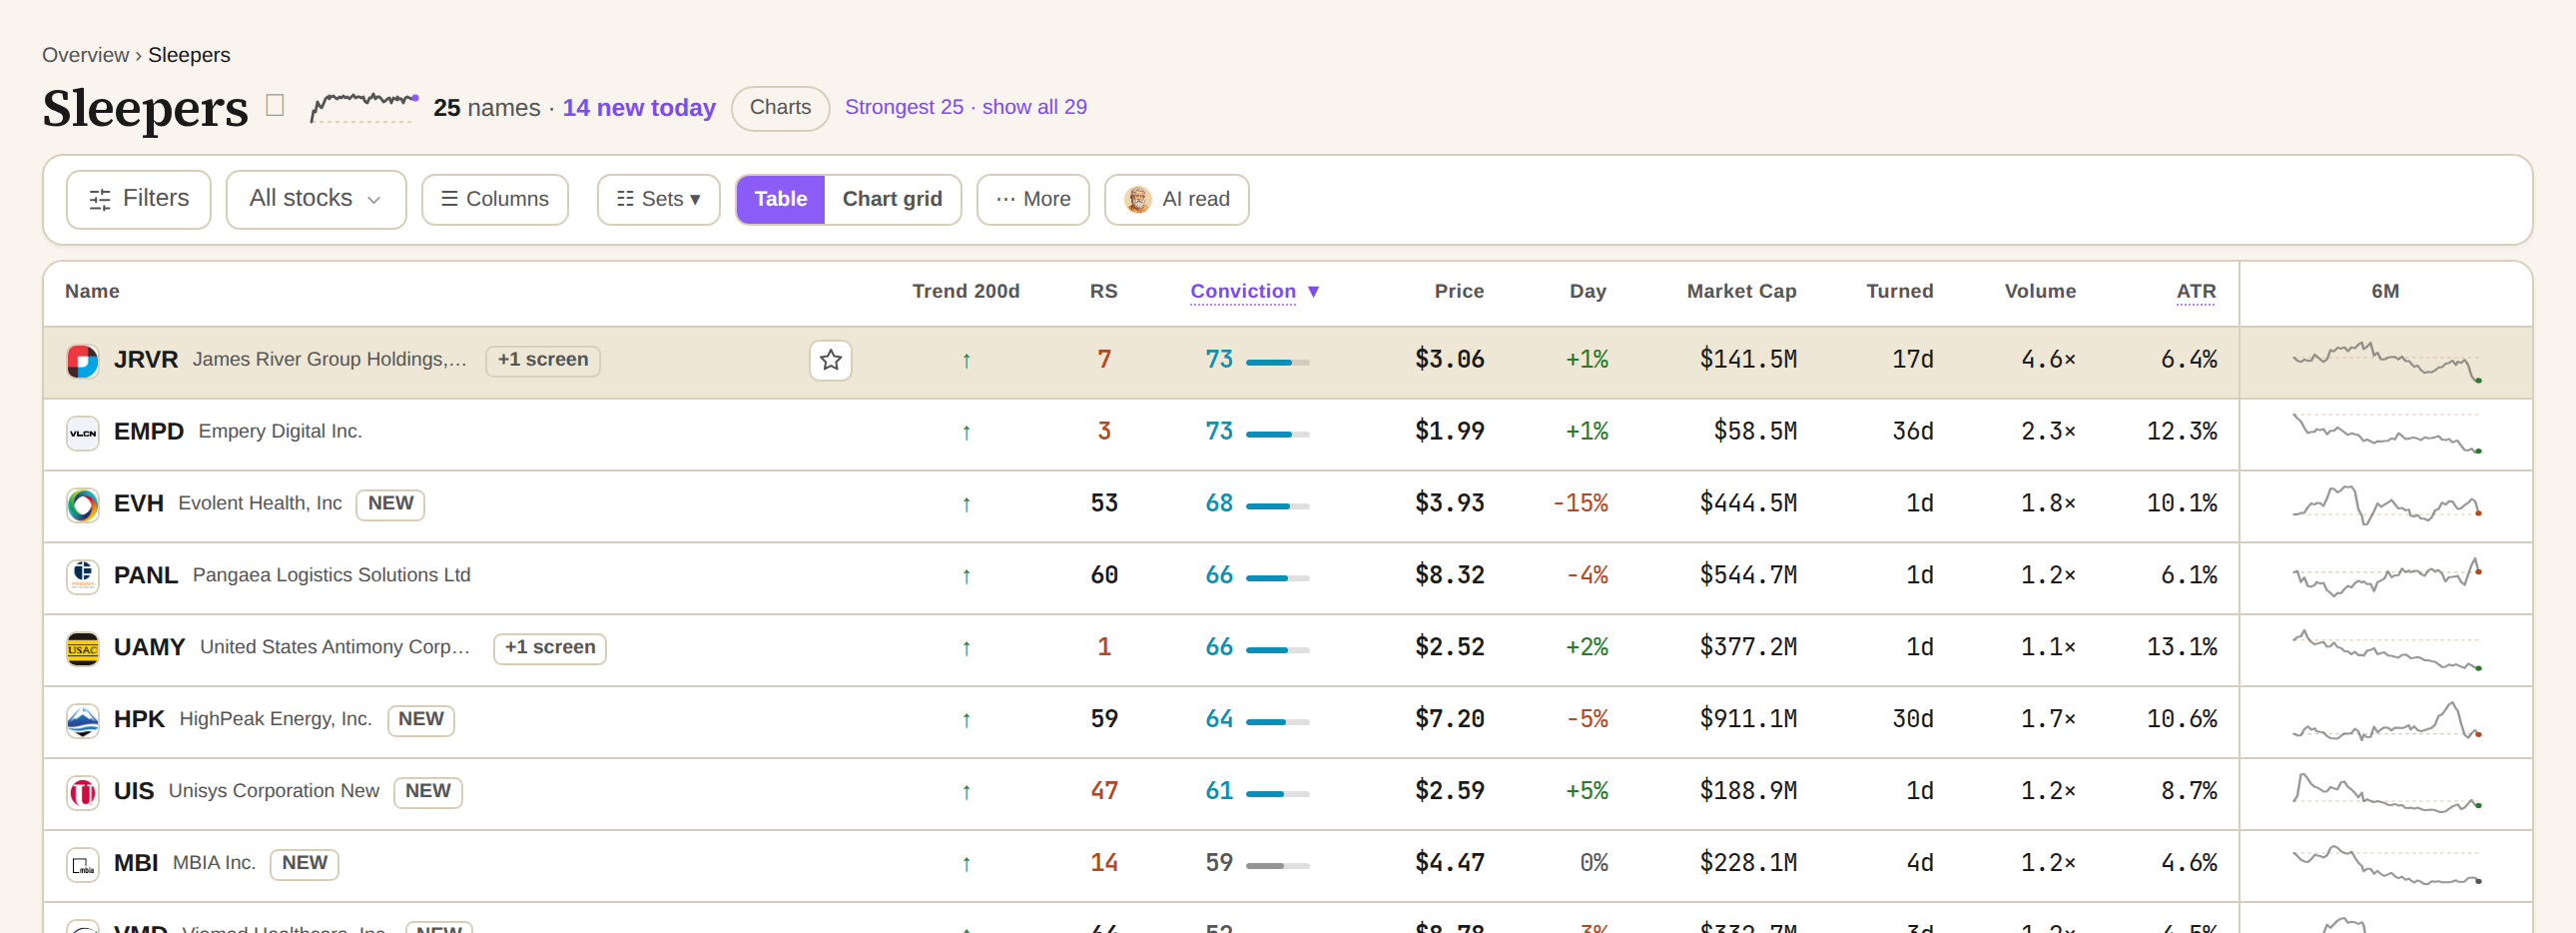 Overview › Sleepers
Sleepers 25 names · 14 new today Charts Strongest 25 · show all 29
Filters All stocks Columns Sets ▾ Table Chart grid ⋯ More AI read
Name Trend 200d RS Conviction ▼ Price Day Market Cap Turned Volume ATR 6M
JRVR James River Group Holdings,… +1 screen ↑ 7 73 $3.06 +1% $141.5M 17d 4.6× 6.4%
VLCN EMPD Empery Digital Inc. ↑ 3 73 $1.99 +1% $58.5M 36d 2.3× 12.3%
EVH Evolent Health, Inc NEW ↑ 53 68 $3.93 -15% $444.5M 1d 1.8× 10.1%
PANL Pangaea Logistics Solutions Ltd ↑ 60 66 $8.32 -4% $544.7M 1d 1.2× 6.1%
USAC UAMY United States Antimony Corp… +1 screen ↑ 1 66 $2.52 +2% $377.2M 1d 1.1× 13.1%
HPK HighPeak Energy, Inc. NEW ↑ 59 64 $7.20 -5% $911.1M 30d 1.7× 10.6%
UIS Unisys Corporation New NEW ↑ 47 61 $2.59 +5% $188.9M 1d 1.2× 8.7%
mbia MBI MBIA Inc. NEW ↑ 14 59 $4.47 0% $228.1M 4d 1.2× 4.6%